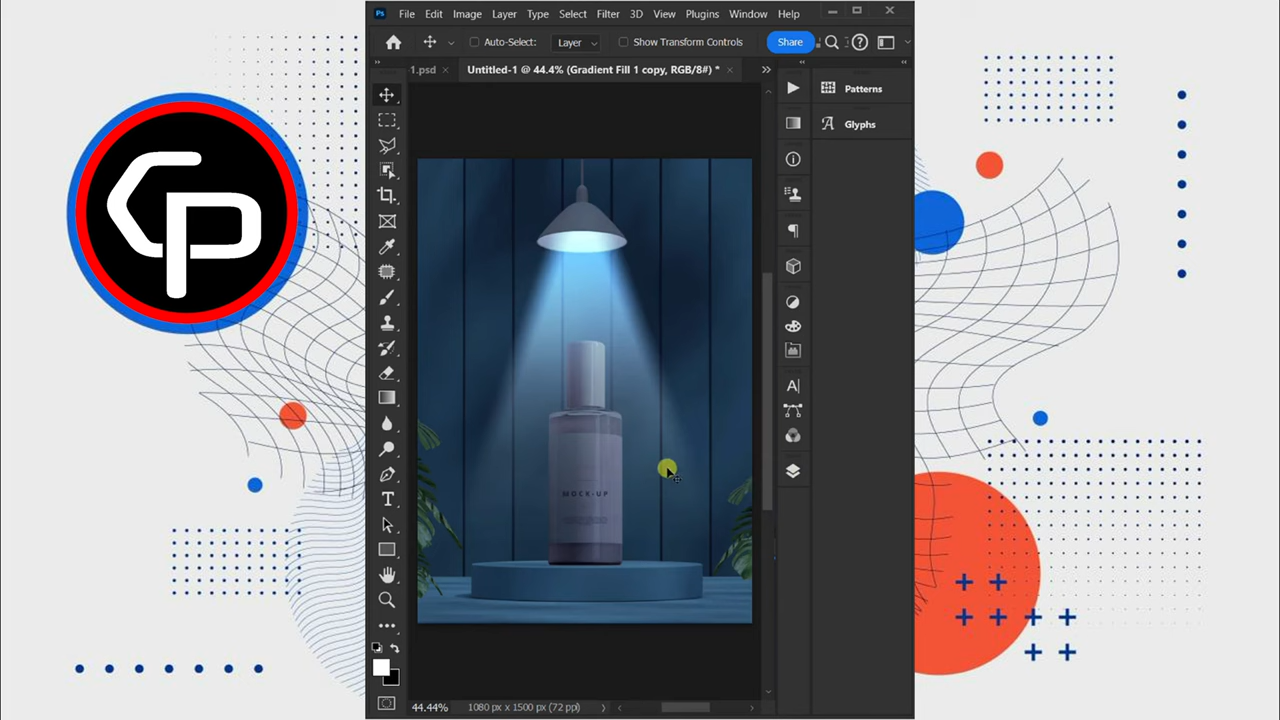 CP
Ps File Edit Image Layer Type Select Filter 3D View Plugins Window Help
Auto-Select: Layer Show Transform Controls Share
1.psd Untitled-1 @ 44.4% (Gradient Fill 1 copy, RGB/8#) *
Patterns
Glyphs
MOCK-UP
44.44% 1080 px x 1500 px (72 ppi)